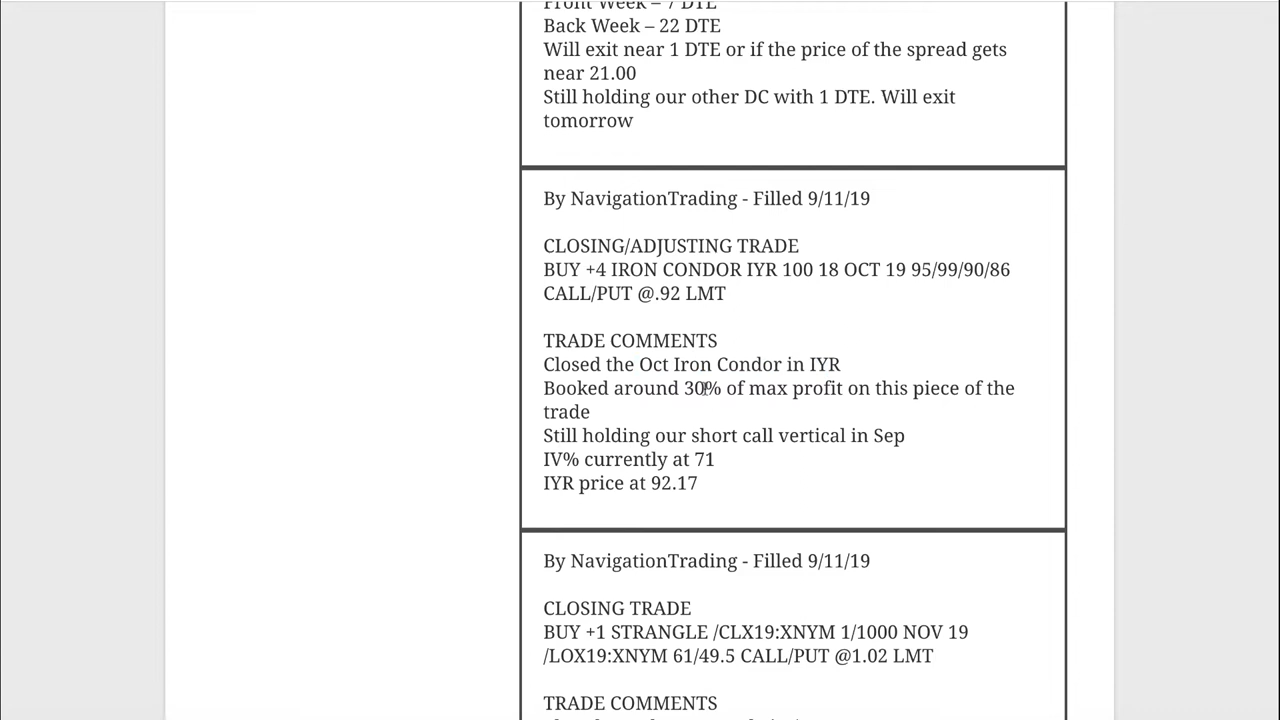 Front Week – 7 DTE
Back Week – 22 DTE
Will exit near 1 DTE or if the price of the spread gets
near 21.00
Still holding our other DC with 1 DTE. Will exit
tomorrow
By NavigationTrading - Filled 9/11/19
CLOSING/ADJUSTING TRADE
BUY +4 IRON CONDOR IYR 100 18 OCT 19 95/99/90/86
CALL/PUT @.92 LMT
TRADE COMMENTS
Closed the Oct Iron Condor in IYR
Booked around 30% of max profit on this piece of the
trade
Still holding our short call vertical in Sep
IV% currently at 71
IYR price at 92.17
By NavigationTrading - Filled 9/11/19
CLOSING TRADE
BUY +1 STRANGLE /CLX19:XNYM 1/1000 NOV 19
/LOX19:XNYM 61/49.5 CALL/PUT @1.02 LMT
TRADE COMMENTS